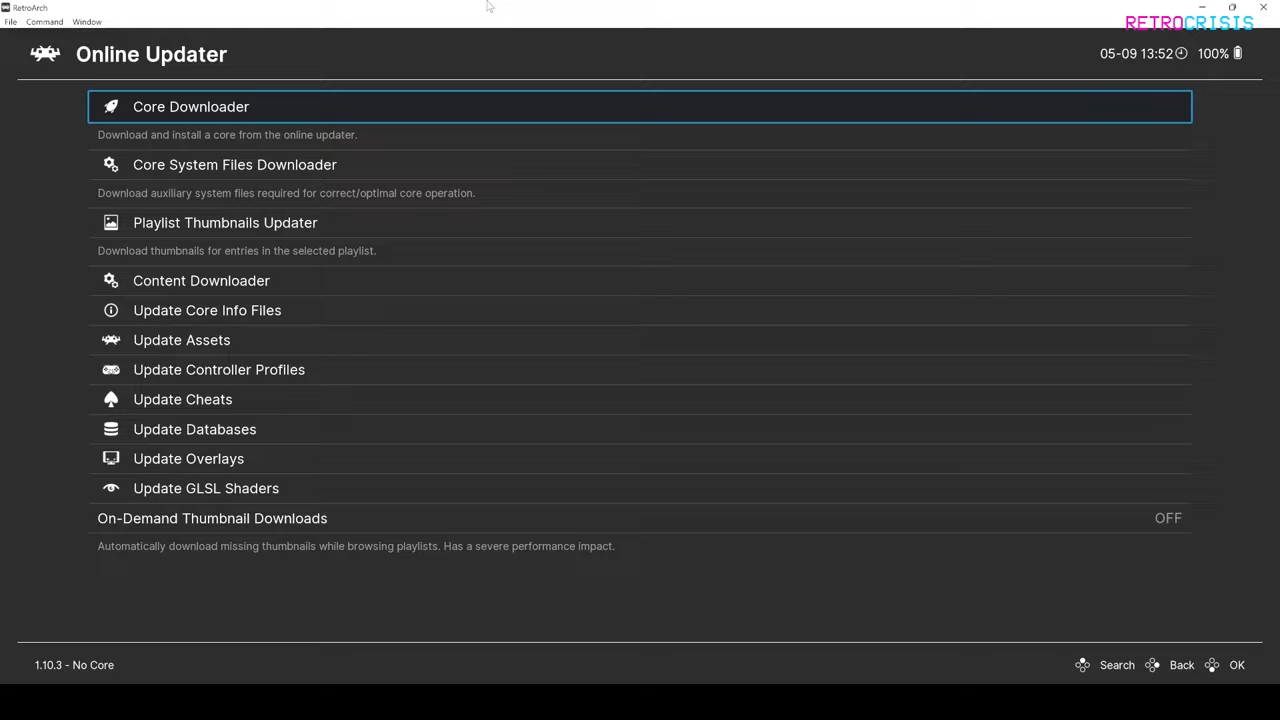 RetroArch
File Command Window
RETROCRISIS
Online Updater
05-09 13:52 100%
Core Downloader
Download and install a core from the online updater.
Core System Files Downloader
Download auxiliary system files required for correct/optimal core operation.
Playlist Thumbnails Updater
Download thumbnails for entries in the selected playlist.
Content Downloader
Update Core Info Files
Update Assets
Update Controller Profiles
Update Cheats
Update Databases
Update Overlays
Update GLSL Shaders
On-Demand Thumbnail Downloads OFF
Automatically download missing thumbnails while browsing playlists. Has a severe performance impact.
1.10.3 - No Core
Search Back OK